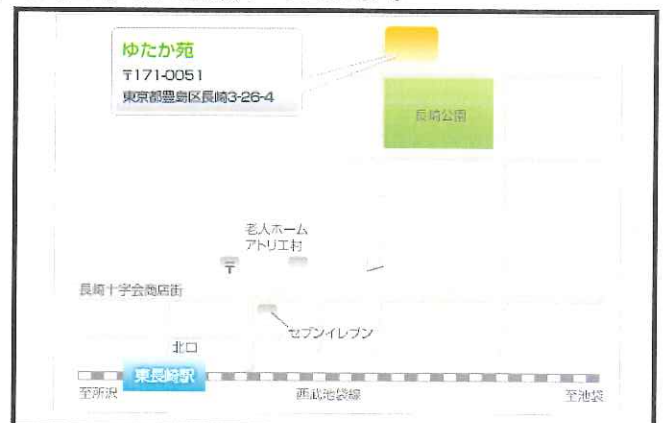 ゆたか苑
〒171-0051
東京都豊島区長崎3-26-4
長崎公園
老人ホーム
アトリエ村
〒
長崎十字会商店街
セブンイレブン
北口
東長崎駅
至所沢
西武池袋線
至池袋